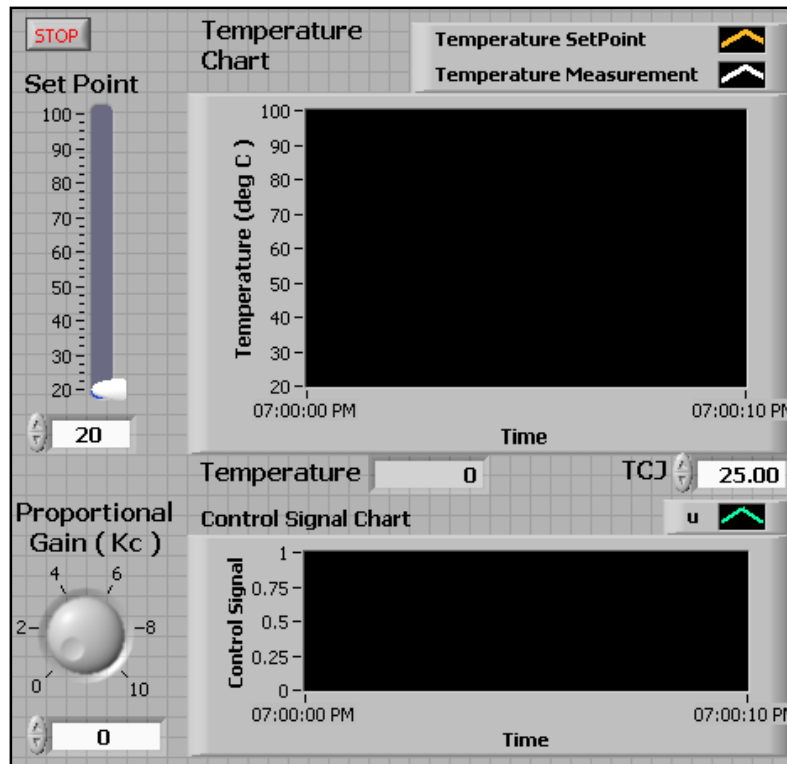 STOP
Temperature
Chart
Temperature SetPoint
Temperature Measurement
Set Point
100
90
80
70
60
50
40
30
20
20
Temperature (deg C )
100
90
80
70
60
50
40
30
20
07:00:00 PM
07:00:10 PM
Time
Temperature
0
TCJ
25.00
Proportional
Gain ( Kc )
0
2
4
6
8
10
0
Control Signal Chart
u
Control Signal
1
0.75
0.5
0.25
0
07:00:00 PM
07:00:10 PM
Time